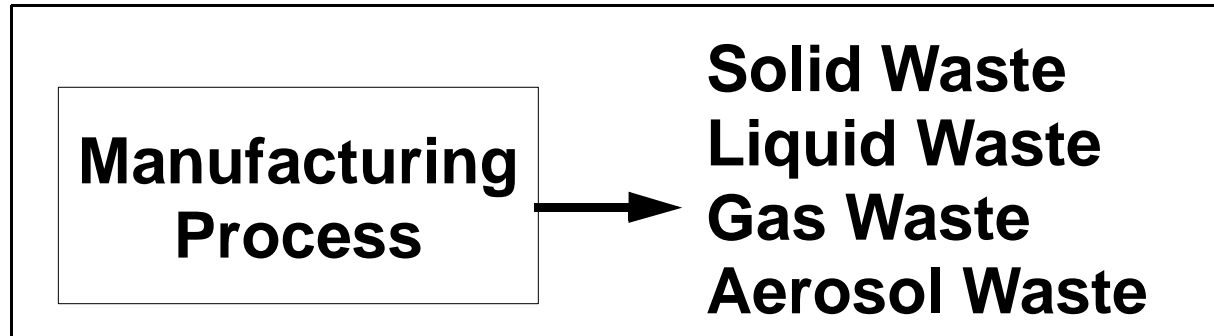 Manufacturing
Process
Solid Waste
Liquid Waste
Gas Waste
Aerosol Waste